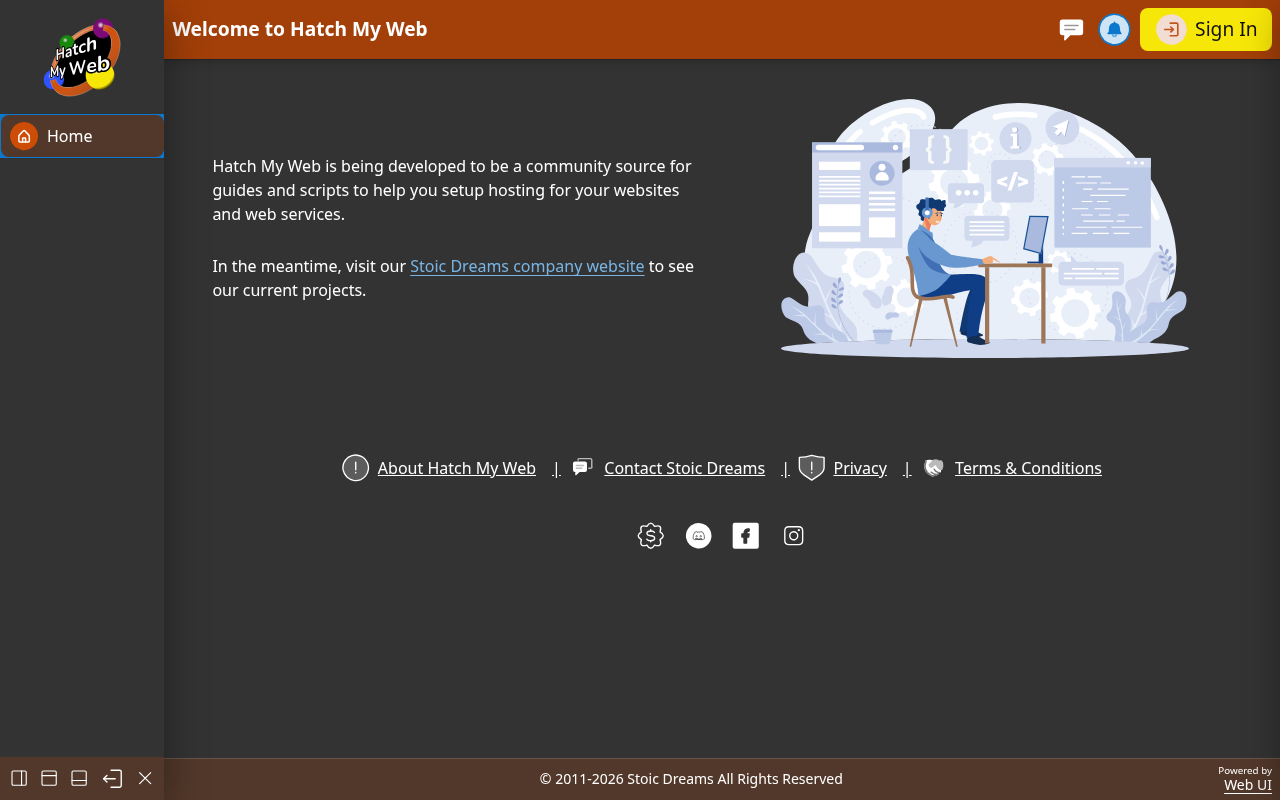 Hatch
My Web
Welcome to Hatch My Web
Sign In
Home
Hatch My Web is being developed to be a community source for
guides and scripts to help you setup hosting for your websites
and web services.
In the meantime, visit our Stoic Dreams company website to see
our current projects.
{ }
i
</>
! About Hatch My Web |
Contact Stoic Dreams |
! Privacy |
Terms & Conditions
$
f
© 2011-2026 Stoic Dreams All Rights Reserved
Powered by
Web UI